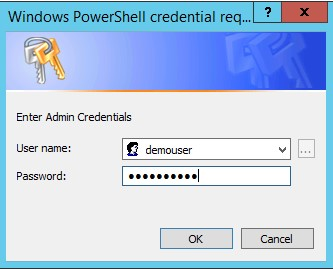 Windows PowerShell credential req... ? x
Enter Admin Credentials
User name: demouser ...
Password: ●●●●●●●●●●
OK Cancel